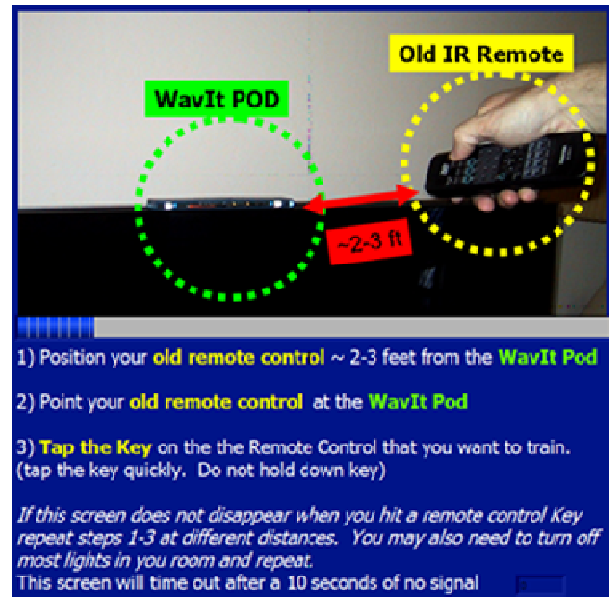 Old IR Remote
WavIt POD
~2-3 ft
1) Position your old remote control ~ 2-3 feet from the WavIt Pod
2) Point your old remote control at the WavIt Pod
3) Tap the Key on the the Remote Control that you want to train.
(tap the key quickly. Do not hold down key)
If this screen does not disappear when you hit a remote control Key
repeat steps 1-3 at different distances. You may also need to turn off
most lights in you room and repeat.
This screen will time out after a 10 seconds of no signal